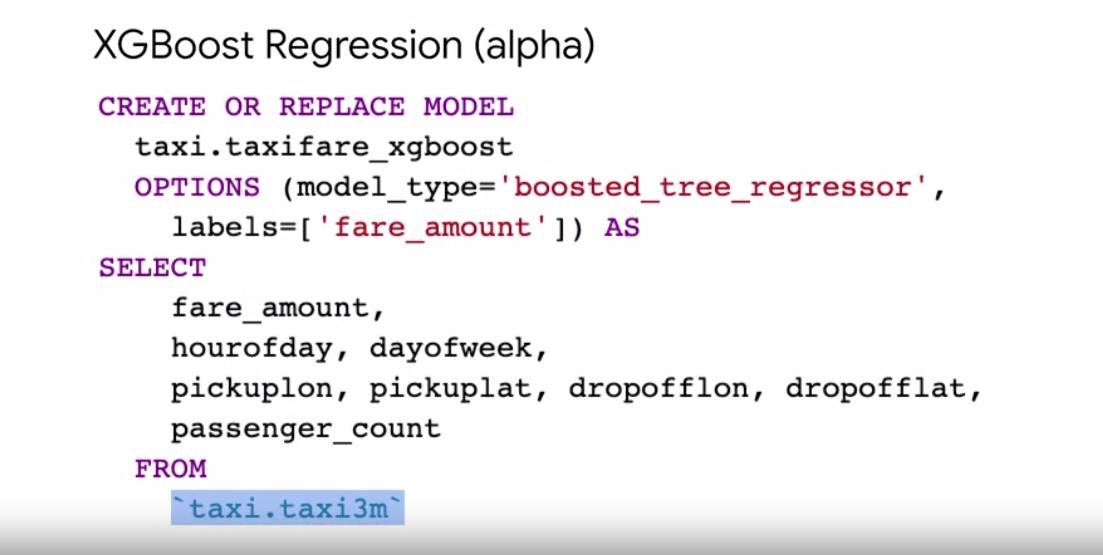 XGBoost Regression (alpha)
CREATE OR REPLACE MODEL
taxi.taxifare_xgboost
OPTIONS (model_type='boosted_tree_regressor',
labels=['fare_amount']) AS
SELECT
fare_amount,
hourofday, dayofweek,
pickuplon, pickuplat, dropofflon, dropofflat,
passenger_count
FROM
`taxi.taxi3m`